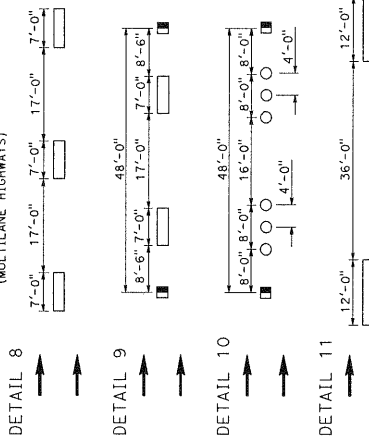 (MULTILANE HIGHWAYS)
DETAIL 8
7'-0" 17'-0" 7'-0" 17'-0" 7'-0"
DETAIL 9
48'-0"
8'-6" 7'-0" 17'-0" 7'-0" 8'-6"
DETAIL 10
48'-0"
8'-0" 8'-0" 16'-0" 8'-0" 8'-0"
4'-0" 4'-0"
DETAIL 11
12'-0" 36'-0" 12'-0"